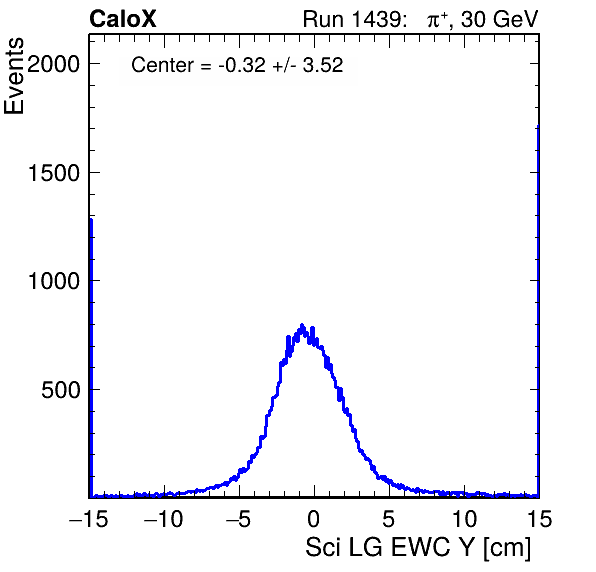 CaloX Run 1439: π⁺, 30 GeV
Events
Center = -0.32 +/- 3.52
2000
1500
1000
500
−15 −10 −5 0 5 10 15
Sci LG EWC Y [cm]